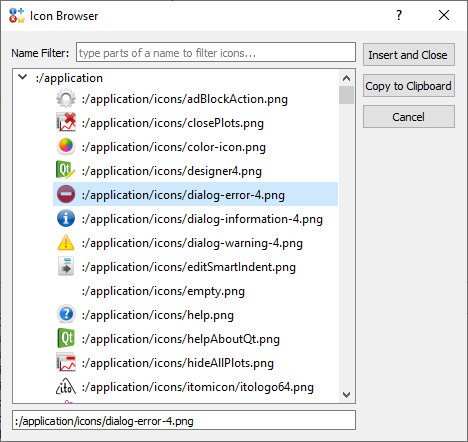 Icon Browser
?
Name Filter: type parts of a name to filter icons...
Insert and Close
:/application
Copy to Clipboard
:/application/icons/adBlockAction.png
:/application/icons/closePlots.png
Cancel
:/application/icons/color-icon.png
:/application/icons/designer4.png
:/application/icons/dialog-error-4.png
:/application/icons/dialog-information-4.png
:/application/icons/dialog-warning-4.png
:/application/icons/editSmartIndent.png
:/application/icons/empty.png
:/application/icons/help.png
:/application/icons/helpAboutQt.png
:/application/icons/hideAllPlots.png
:/application/icons/itomicon/itologo64.png
:/application/icons/dialog-error-4.png